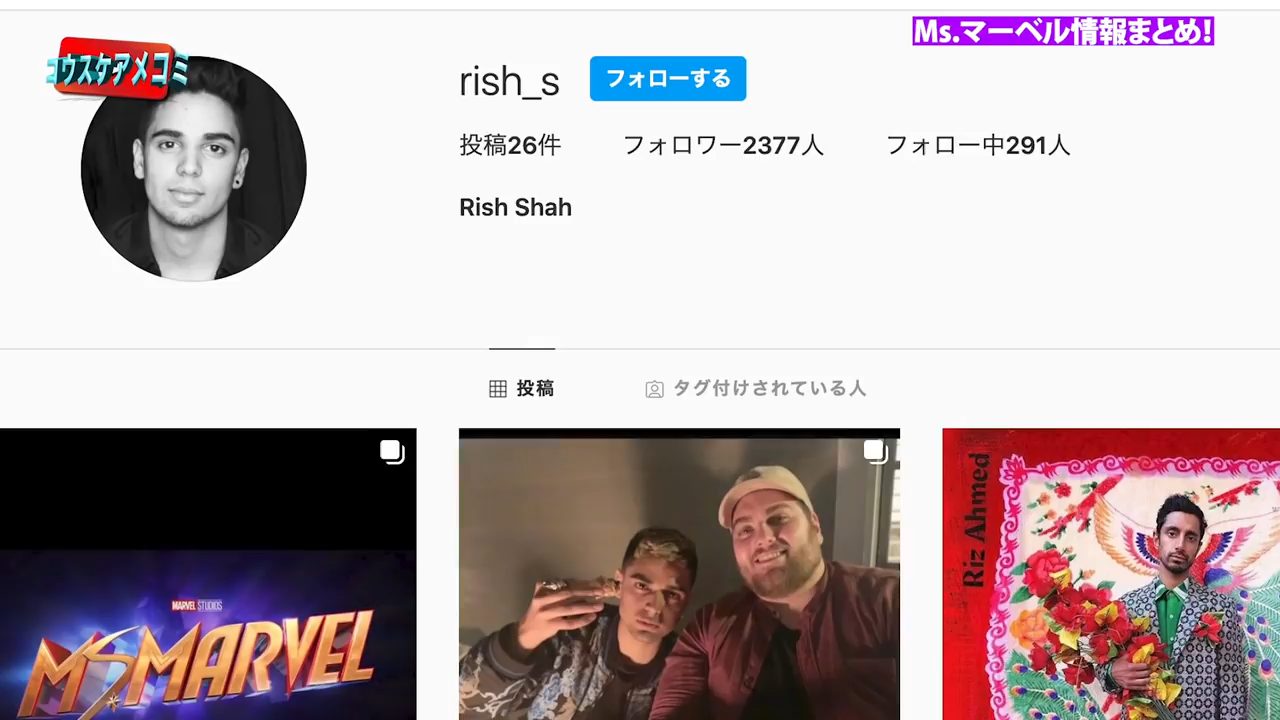 Ms.マーベル情報まとめ!
コウスケアメコミ
rish_s
フォローする
投稿26件
フォロワー2377人
フォロー中291人
Rish Shah
投稿
タグ付けされている人
MARVEL STUDIOS
MS MARVEL
Riz Ahmed